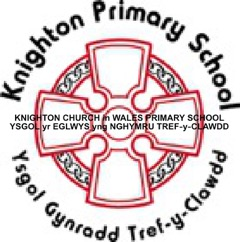 Knighton Primary School
KNIGHTON CHURCH in WALES PRIMARY SCHOOL
YSGOL yr EGLWYS yng NGHYMRU TREF-y-CLAWDD
Ysgol Gynradd Tref-y-Clawdd